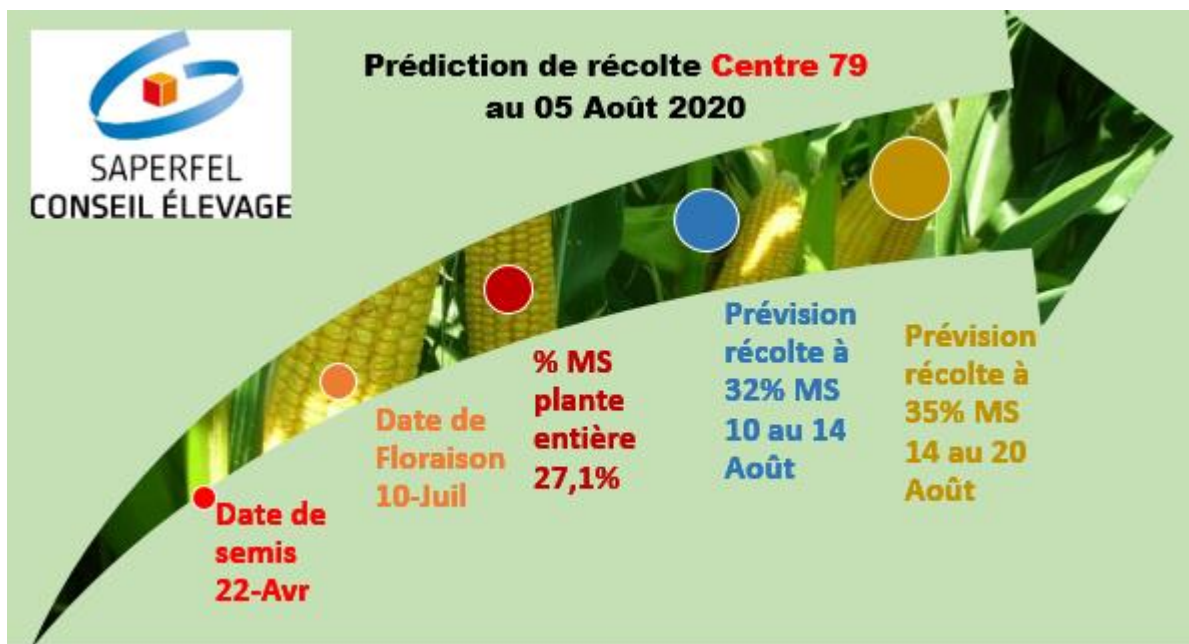 SAPERFEL
CONSEIL ÉLEVAGE
Prédiction de récolte Centre 79
au 05 Août 2020
Date de
semis
22-Avr
Date de
Floraison
10-Juil
% MS
plante
entière
27,1%
Prévision
récolte à
32% MS
10 au 14
Août
Prévision
récolte à
35% MS
14 au 20
Août